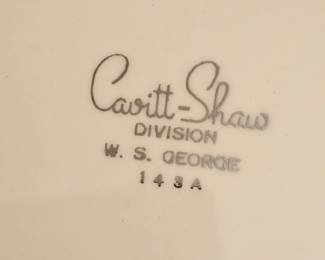 Cavitt-Shaw
DIVISION
W. S. GEORGE
143A